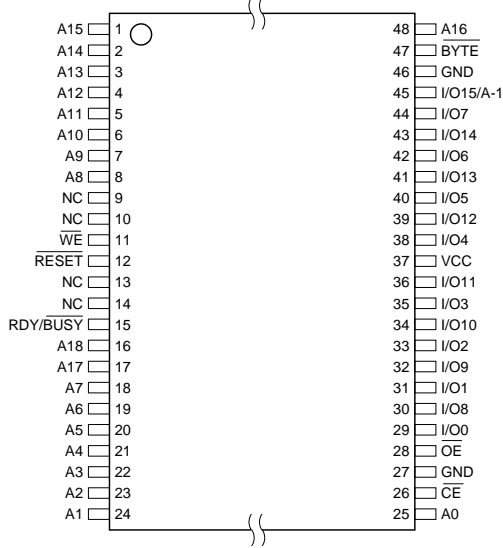 A15 1 48 A16
A14 2 47 BYTE
A13 3 46 GND
A12 4 45 I/O15/A-1
A11 5 44 I/O7
A10 6 43 I/O14
A9 7 42 I/O6
A8 8 41 I/O13
NC 9 40 I/O5
NC 10 39 I/O12
WE 11 38 I/O4
RESET 12 37 VCC
NC 13 36 I/O11
NC 14 35 I/O3
RDY/BUSY 15 34 I/O10
A18 16 33 I/O2
A17 17 32 I/O9
A7 18 31 I/O1
A6 19 30 I/O8
A5 20 29 I/O0
A4 21 28 OE
A3 22 27 GND
A2 23 26 CE
A1 24 25 A0